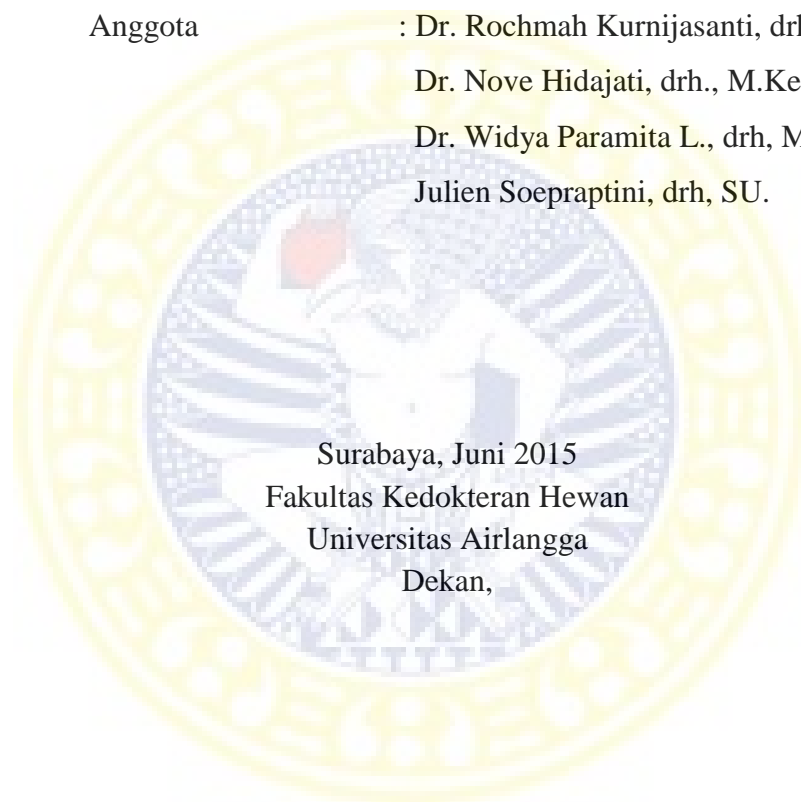 Anggota : Dr. Rochmah Kurnijasanti,
Dr. Nove Hidajati, drh.,
Dr. Widya Paramita L., drh,
Julien Soepraptini, drh, SU.
Surabaya, Juni 2015
Fakultas Kedokteran Hewan
Universitas Airlangga
Dekan,